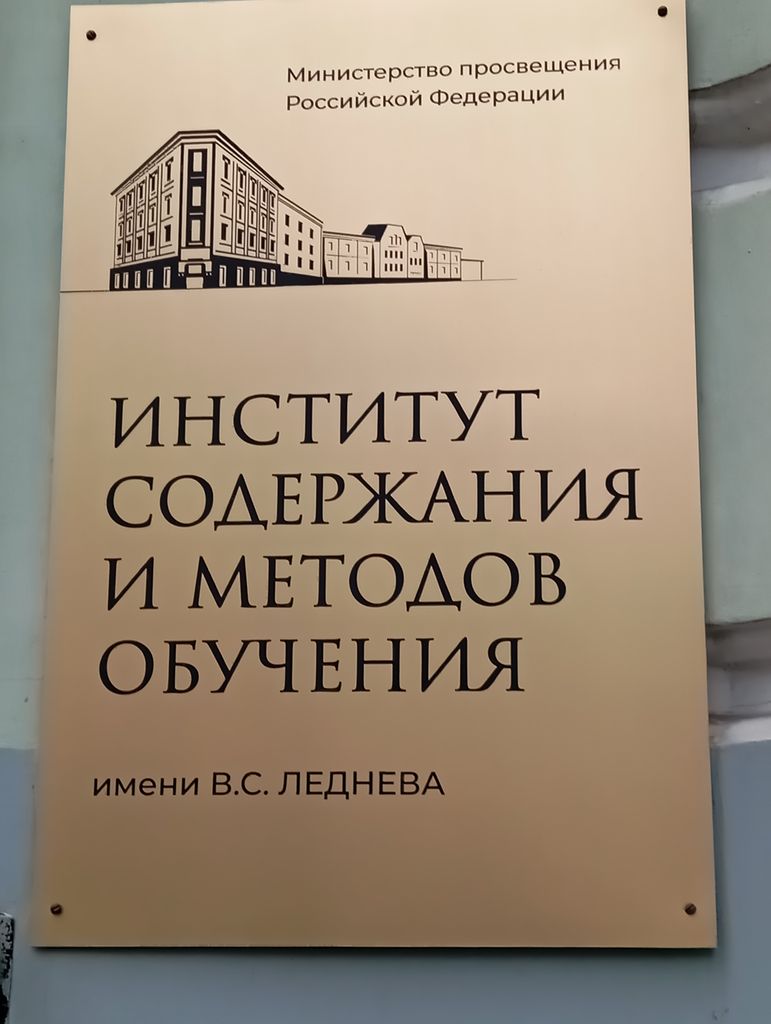 Министерство просвещения
Российской Федерации
ИНСТИТУТ
СОДЕРЖАНИЯ
И МЕТОДОВ
ОБУЧЕНИЯ
имени В.С. ЛЕДНЕВА